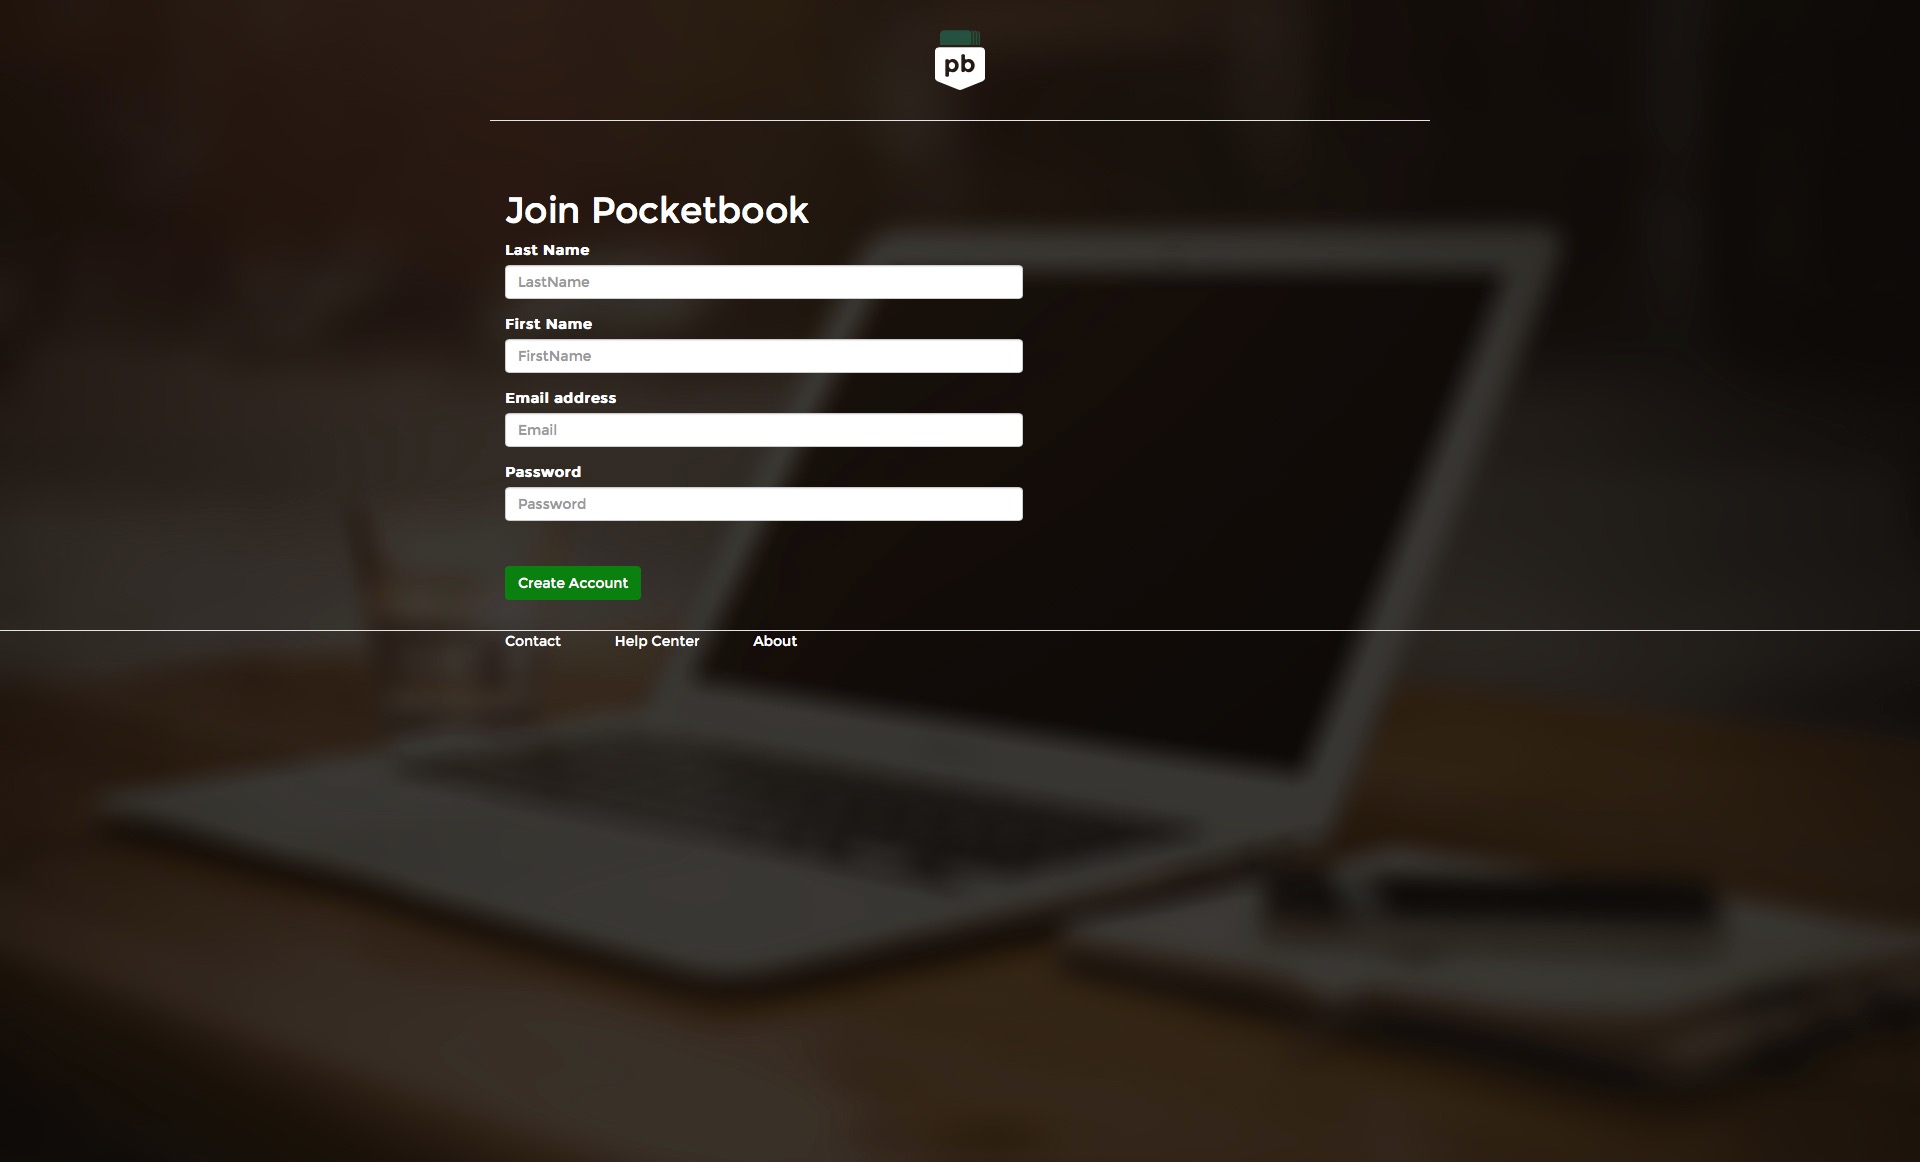 pb
Join Pocketbook
Last Name
LastName
First Name
FirstName
Email address
Email
Password
Password
Create Account
Contact Help Center About